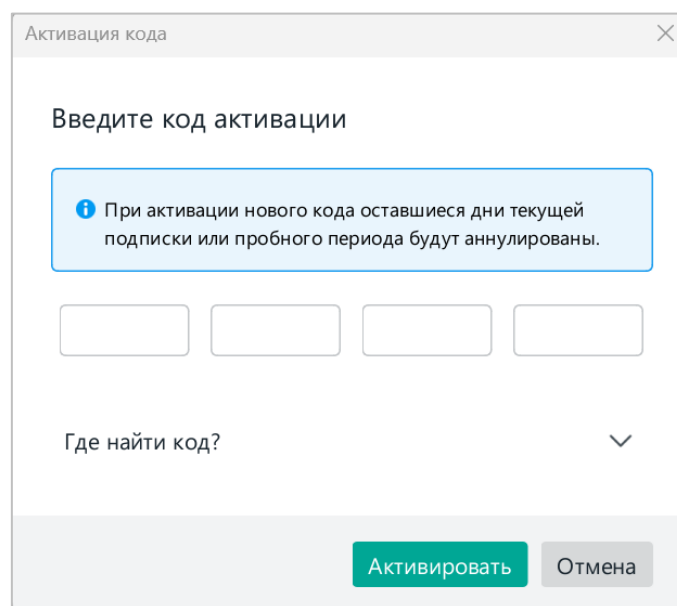 Активация кода
Введите код активации
При активации нового кода оставшиеся дни текущей
подписки или пробного периода будут аннулированы.
Где найти код?
Активировать
Отмена